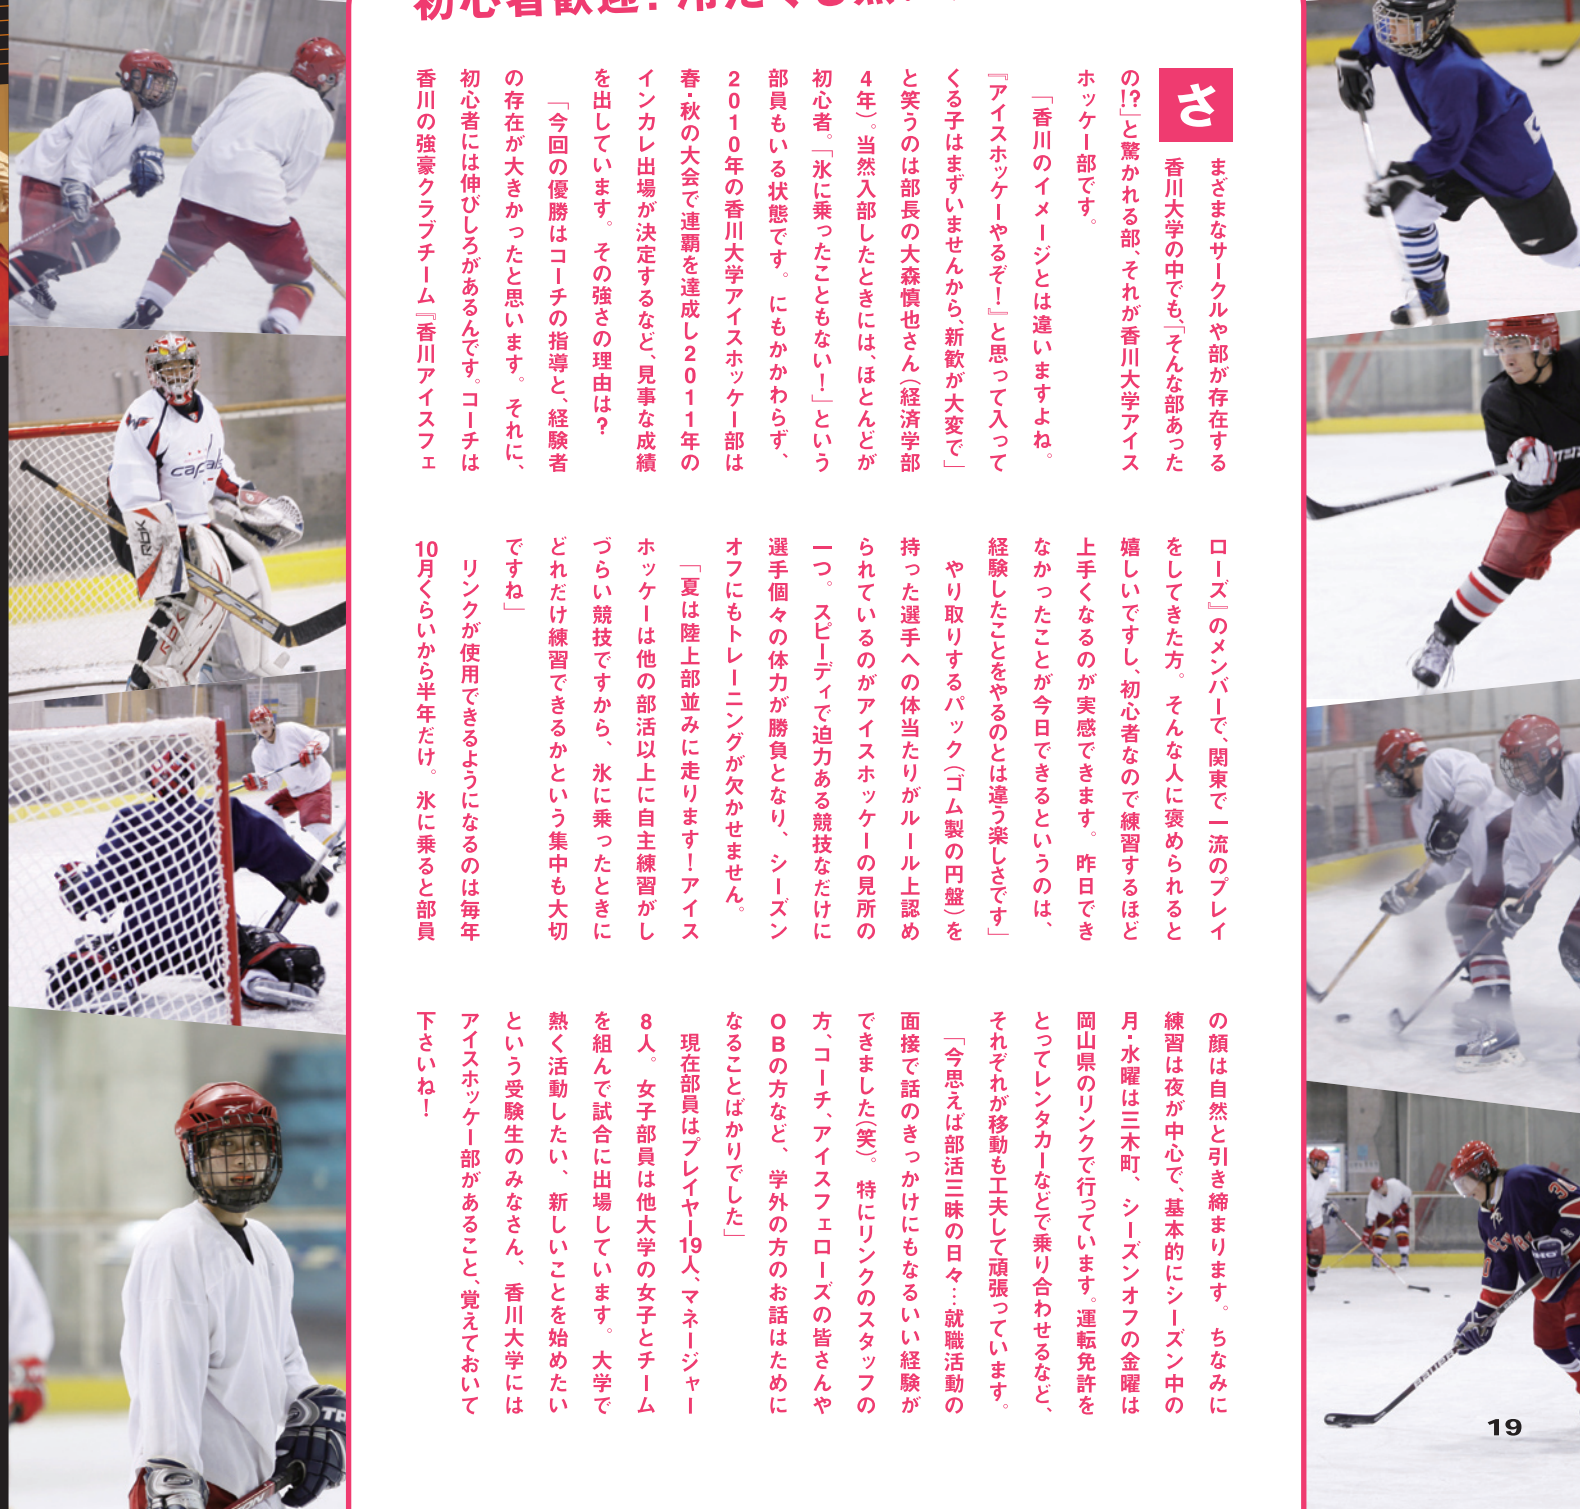 初心者歓迎！冷た
さ
まざまなサークルや部が存在する
香川大学の中でも、「そんな部あった
の!?」と驚かれる部、それが香川大学アイス
ホッケー部です。
「香川のイメージとは違いますよね。
『アイスホッケーやるぞ！』と思って入って
くる子はまずいませんから、新歓が大変で」
と笑うのは部長の大森慎也さん（経済学部
4年）。当然入部したときには、ほとんどが
初心者。「氷に乗ったこともない！」という
部員もいる状態です。にもかかわらず、
2010年の香川大学アイスホッケー部は
春・秋の大会で連覇を達成し2011年の
インカレ出場が決定するなど、見事な成績
を出しています。その強さの理由は？
「今回の優勝はコーチの指導と、経験者
の存在が大きかったと思います。それに、
初心者には伸びしろがあるんです。コーチは
香川の強豪クラブチーム『香川アイスフェ
ローズ』のメンバーで、関東で一流のプレイ
をしてきた方。そんな人に褒められると
嬉しいですし、初心者なので練習するほど
上手くなるのが実感できます。昨日でき
なかったことが今日できるというのは、
経験したことをやるのとは違う楽しさです」
やり取りするパック（ゴム製の円盤）を
持った選手への体当たりがルール上認め
られているのがアイスホッケーの見所の
一つ。スピーディで迫力ある競技なだけに
選手個々の体力が勝負となり、シーズン
オフにもトレーニングが欠かせません。
「夏は陸上部並みに走ります！アイス
ホッケーは他の部活以上に自主練習がし
づらい競技ですから、氷に乗ったときに
どれだけ練習できるかという集中も大切
ですね」
リンクが使用できるようになるのは毎年
10月くらいから半年だけ。氷に乗ると部員
の顔は自然と引き締まります。ちなみに
練習は夜が中心で、基本的にシーズン中の
月・水曜は三木町、シーズンオフの金曜は
岡山県のリンクで行っています。運転免許を
とってレンタカーなどで乗り合わせるなど、
それぞれが移動も工夫して頑張っています。
「今思えば部活三昧の日々…就職活動の
面接で話のきっかけにもなるいい経験が
できました（笑）。特にリンクのスタッフの
方、コーチ、アイスフェローズの皆さんや
OBの方など、学外の方のお話はために
なることばかりでした」
現在部員はプレイヤー19人、マネージャー
8人。女子部員は他大学の女子とチーム
を組んで試合に出場しています。大学で
熱く活動したい、新しいことを始めたい
という受験生のみなさん、香川大学には
アイスホッケー部があること、覚えておいて
下さいね！
capitals
RBK
19